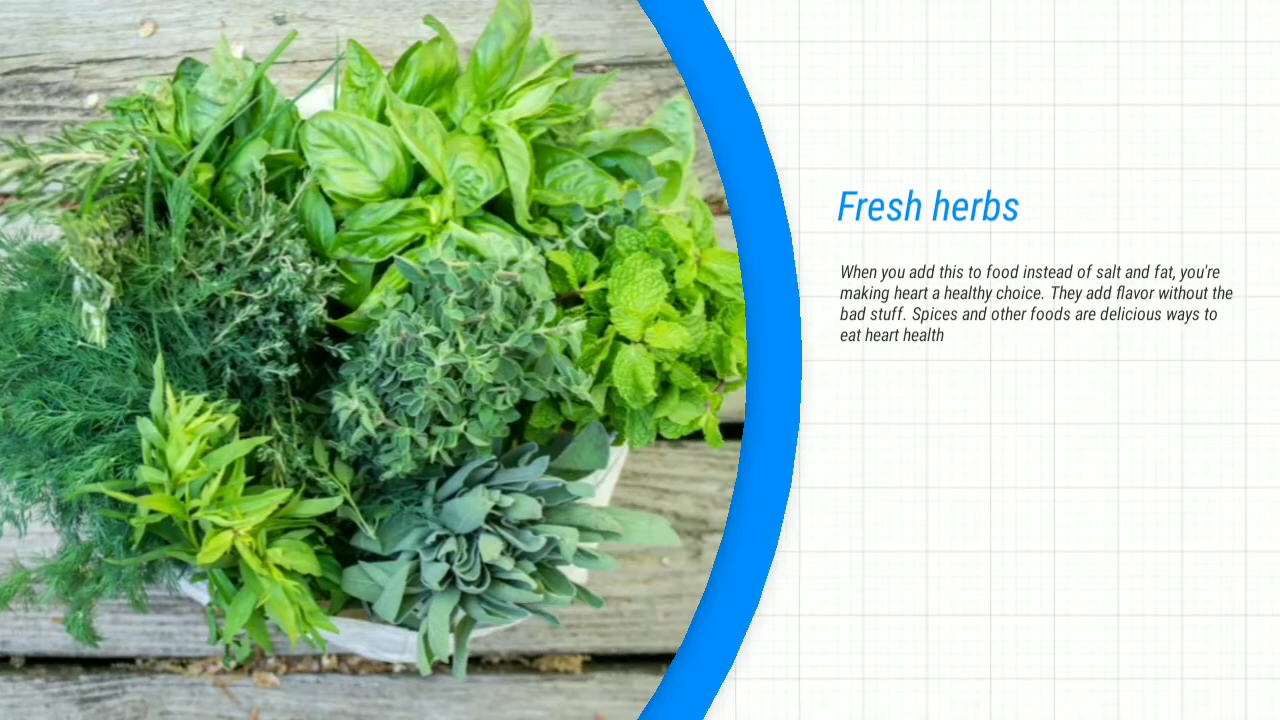 Fresh herbs
When you add this to food instead of salt and fat, you're
making heart a healthy choice. They add flavor without the
bad stuff. Spices and other foods are delicious ways to
eat heart health